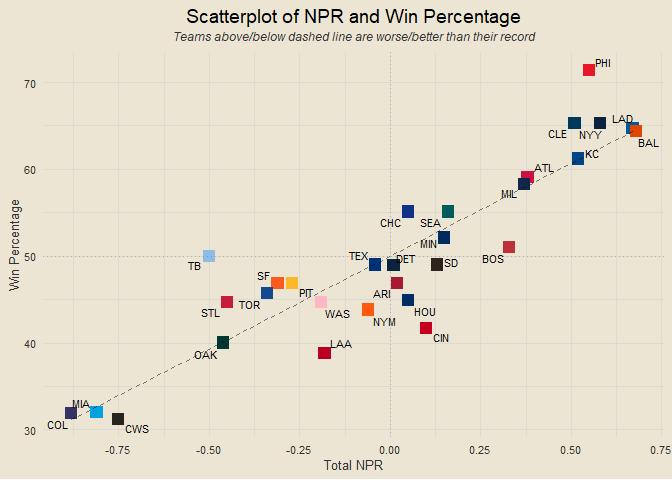 Scatterplot of NPR and Win Percentage
Teams above/below dashed line are worse/better than their record
70
PHI
LAD
CLE NYY
BAL
KC
60
ATL
MIL
CHC SEA
MIN
50
TEX DET SD BOS
TB
SF
PIT
ARI
TOR
STL
WAS
HOU
NYM
CIN
40
OAK
LAA
MIA
COL
CWS
30
-0.75 -0.50 -0.25 0.00 0.25 0.50 0.75
Total NPR
Win Percentage